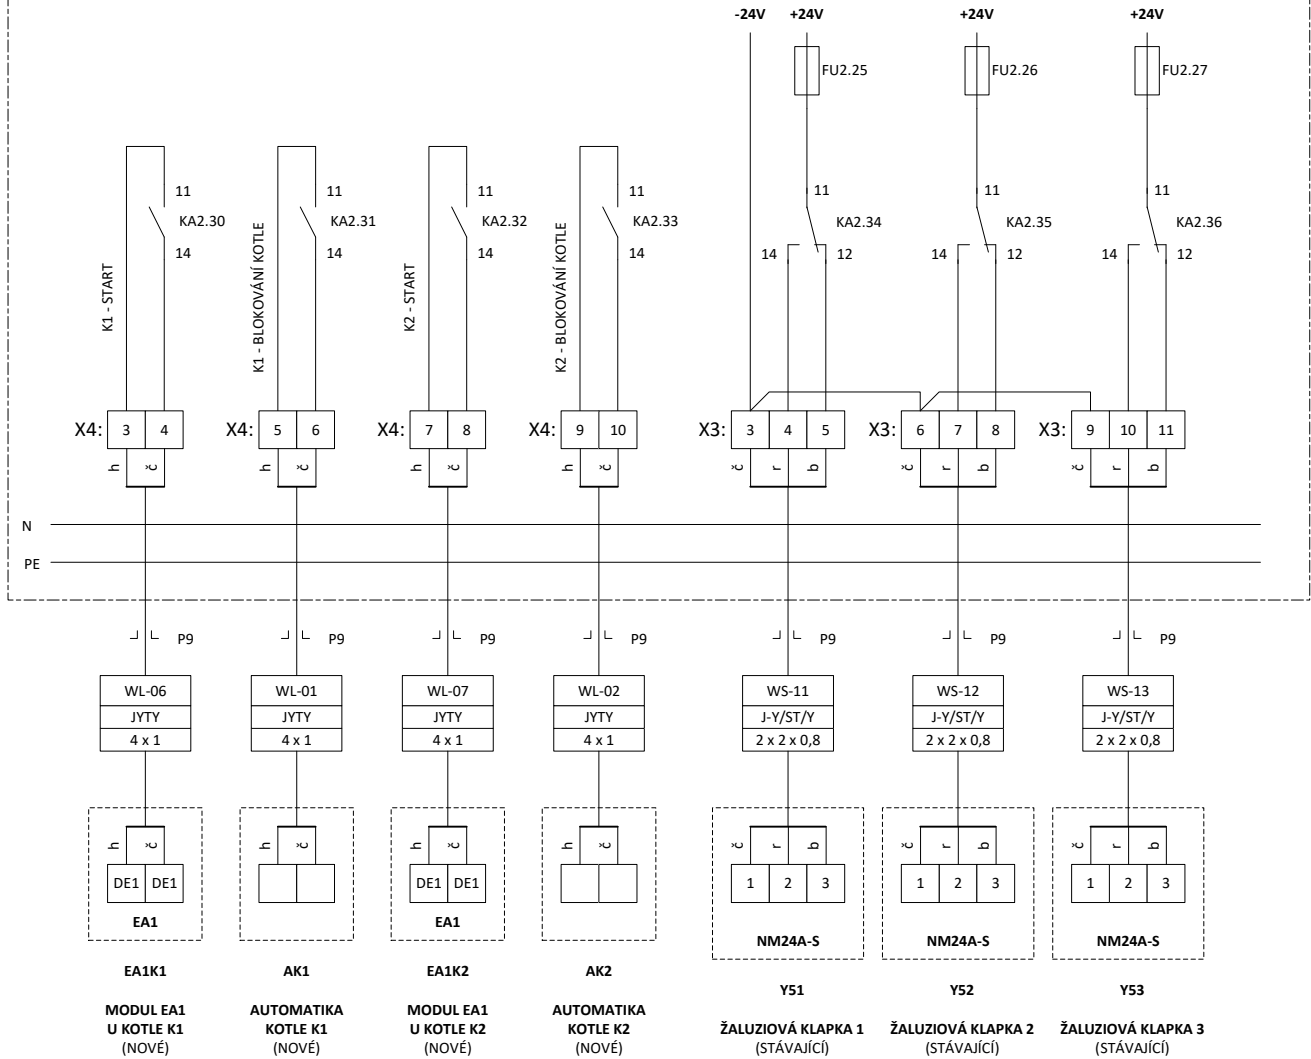 -24V +24V +24V +24V
FU2.25 FU2.26 FU2.27
11 11 11 11 11 11 11
KA2.30 KA2.31 KA2.32 KA2.33 KA2.34 KA2.35 KA2.36
14 14 14 14 14 12 14 12 14 12
K1 - START
K1 - BLOKOVÁNÍ KOTLE
K2 - START
K2 - BLOKOVÁNÍ KOTLE
X4: 3 4 X4: 5 6 X4: 7 8 X4: 9 10 X3: 3 4 5 X3: 6 7 8 X3: 9 10 11
h č h č h č h č č r b č r b č r b
N
PE
P9 P9 P9 P9 P9 P9 P9
WL-06 WL-01 WL-07 WL-02 WS-11 WS-12 WS-13
JYTY JYTY JYTY JYTY J-Y/ST/Y J-Y/ST/Y J-Y/ST/Y
4 x 1 4 x 1 4 x 1 4 x 1 2 x 2 x 0,8 2 x 2 x 0,8 2 x 2 x 0,8
h č h č h č h č č r b č r b č r b
DE1 DE1 DE1 DE1 1 2 3 1 2 3 1 2 3
EA1 EA1
NM24A-S NM24A-S NM24A-S
EA1K1 AK1 EA1K2 AK2
Y51 Y52 Y53
MODUL EA1 AUTOMATIKA MODUL EA1 AUTOMATIKA
U KOTLE K1 KOTLE K1 U KOTLE K2 KOTLE K2 ŽALUZIOVÁ KLAPKA 1 ŽALUZIOVÁ KLAPKA 2 ŽALUZIOVÁ KLAPKA 3
(NOVÉ) (NOVÉ) (NOVÉ) (NOVÉ) (STÁVAJÍCÍ) (STÁVAJÍCÍ) (STÁVAJÍCÍ)